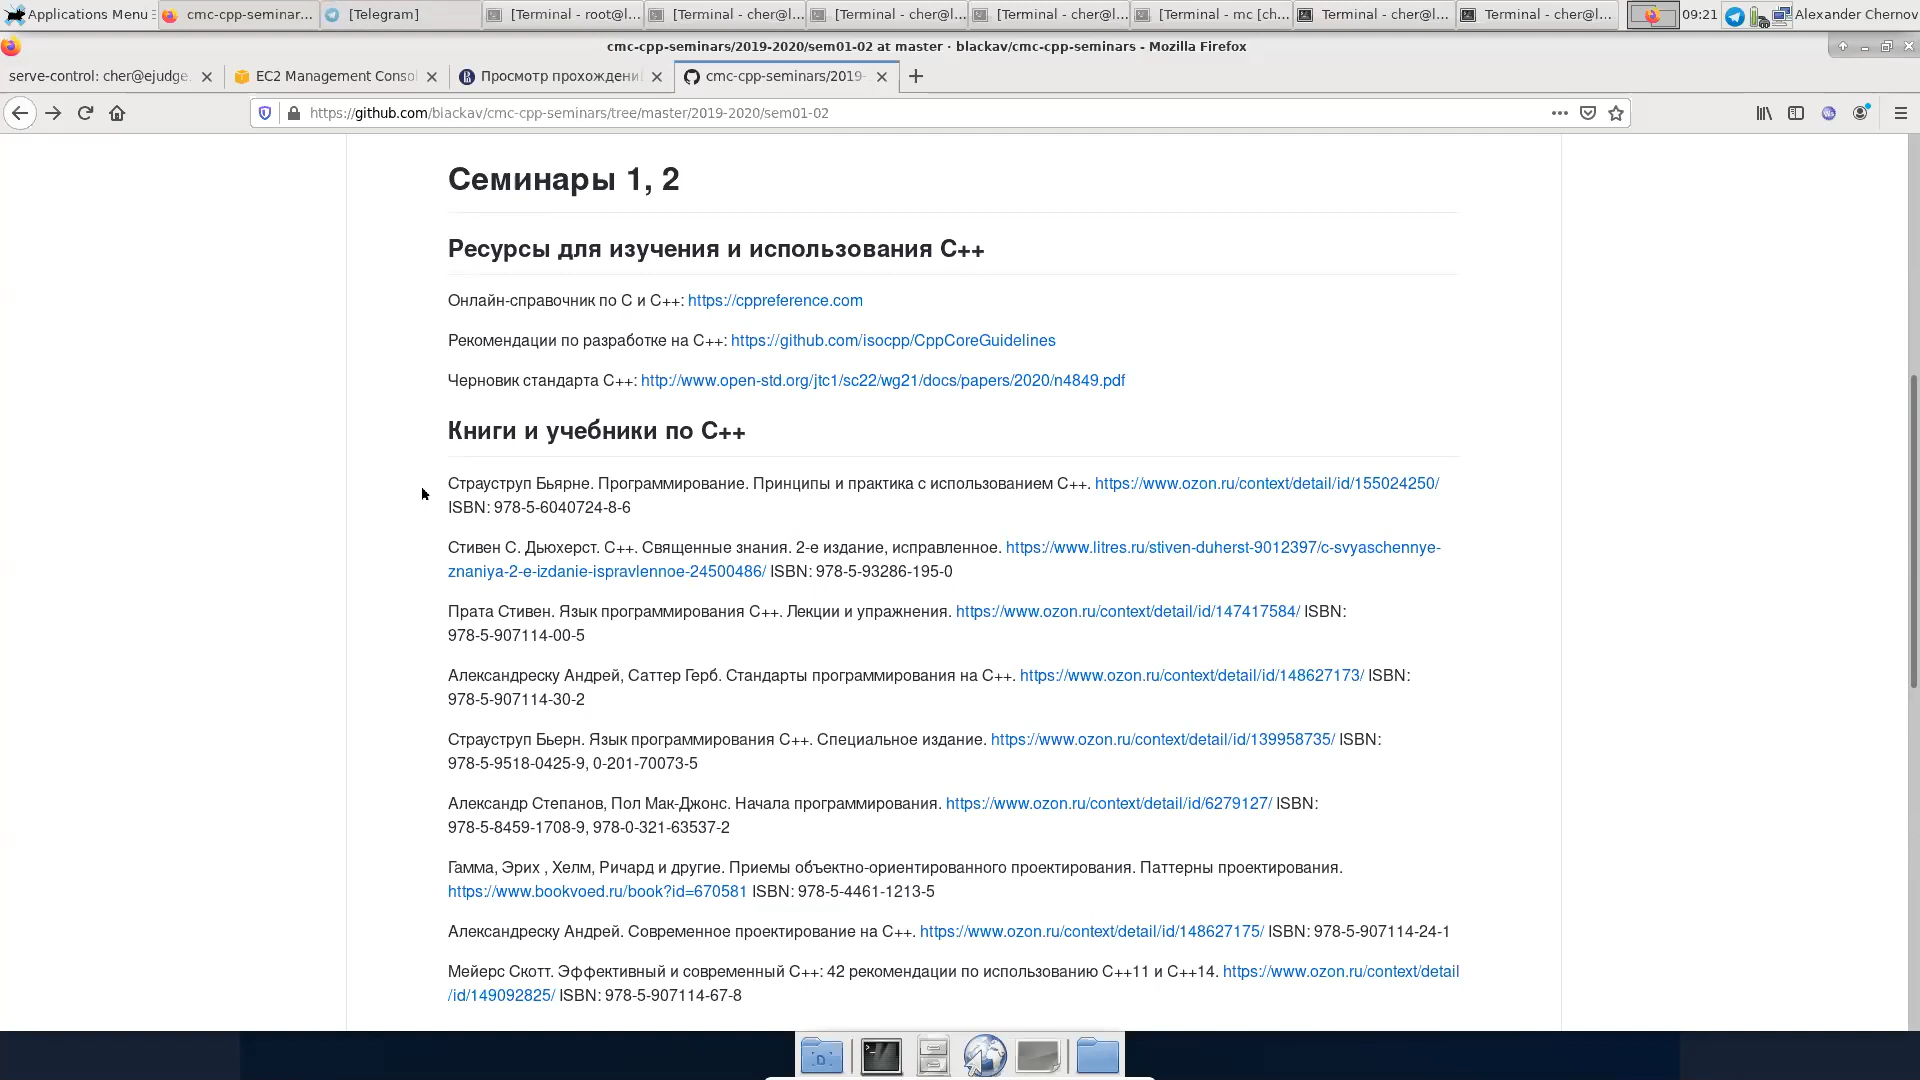 Applications Menu
cmc-cpp-seminar...
[Telegram]
[Terminal - root@l...
[Terminal - cher@l...
[Terminal - cher@l...
[Terminal - cher@l...
[Terminal - mc [ch...
Terminal - cher@l...
Terminal - cher@l...
09:21
Alexander Chernov
cmc-cpp-seminars/2019-2020/sem01-02 at master · blackav/cmc-cpp-seminars - Mozilla Firefox
serve-control: cher@ejudge.
EC2 Management Consol
Просмотр прохождени
cmc-cpp-seminars/2019-
https://github.com/blackav/cmc-cpp-seminars/tree/master/2019-2020/sem01-02
Семинары 1, 2
Ресурсы для изучения и использования C++
Онлайн-справочник по C и C++: https://cppreference.com
Рекомендации по разработке на C++: https://github.com/isocpp/CppCoreGuidelines
Черновик стандарта C++: http://www.open-std.org/jtc1/sc22/wg21/docs/papers/2020/n4849.pdf
Книги и учебники по C++
Страуструп Бьярне. Программирование. Принципы и практика с использованием C++. https://www.ozon.ru/context/detail/id/155024250/
ISBN: 978-5-6040724-8-6
Стивен С. Дьюхерст. C++. Священные знания. 2-е издание, исправленное. https://www.litres.ru/stiven-duherst-9012397/c-svyaschennye-
znaniya-2-e-izdanie-ispravlennoe-24500486/ ISBN: 978-5-93286-195-0
Прата Стивен. Язык программирования C++. Лекции и упражнения. https://www.ozon.ru/context/detail/id/147417584/ ISBN:
978-5-907114-00-5
Александреску Андрей, Саттер Герб. Стандарты программирования на C++. https://www.ozon.ru/context/detail/id/148627173/ ISBN:
978-5-907114-30-2
Страуструп Бьерн. Язык программирования C++. Специальное издание. https://www.ozon.ru/context/detail/id/139958735/ ISBN:
978-5-9518-0425-9, 0-201-70073-5
Александр Степанов, Пол Мак-Джонс. Начала программирования. https://www.ozon.ru/context/detail/id/6279127/ ISBN:
978-5-8459-1708-9, 978-0-321-63537-2
Гамма, Эрих , Хелм, Ричард и другие. Приемы объектно-ориентированного проектирования. Паттерны проектирования.
https://www.bookvoed.ru/book?id=670581 ISBN: 978-5-4461-1213-5
Александреску Андрей. Современное проектирование на C++. https://www.ozon.ru/context/detail/id/148627175/ ISBN: 978-5-907114-24-1
Мейерс Скотт. Эффективный и современный C++: 42 рекомендации по использованию C++11 и C++14. https://www.ozon.ru/context/detail
/id/149092825/ ISBN: 978-5-907114-67-8